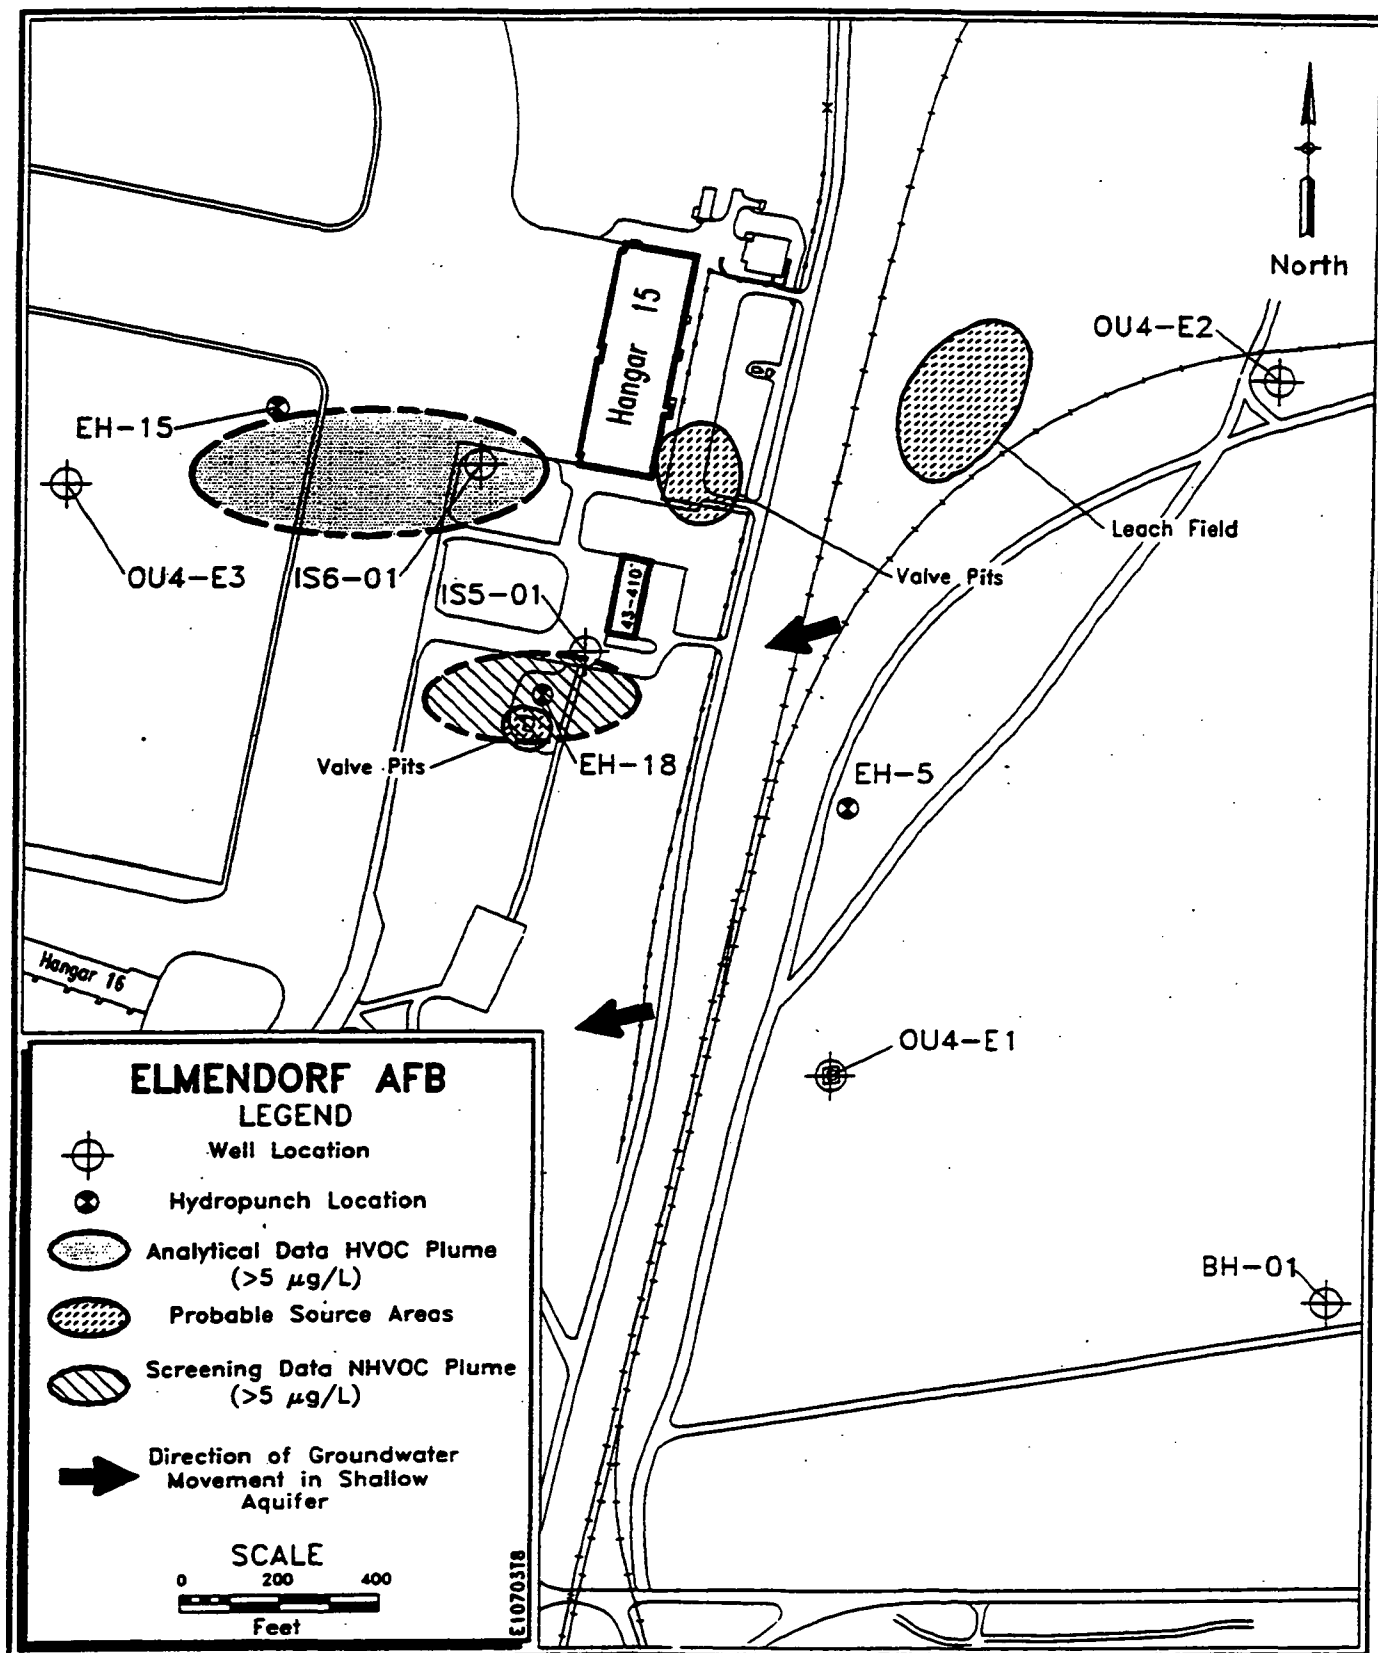 North
Hangar 15
OU4-E2
EH-15
Leach Field
OU4-E3
IS6-01
Valve Pits
IS5-01
43-410
Valve Pits
EH-18
EH-5
Hangar 16
OU4-E1
BH-01
ELMENDORF AFB
LEGEND
Well Location
Hydropunch Location
Analytical Data HVOC Plume
(>5 µg/L)
Probable Source Areas
Screening Data NHVOC Plume
(>5 µg/L)
Direction of Groundwater
Movement in Shallow
Aquifer
SCALE
0 200 400
Feet
E10703T8